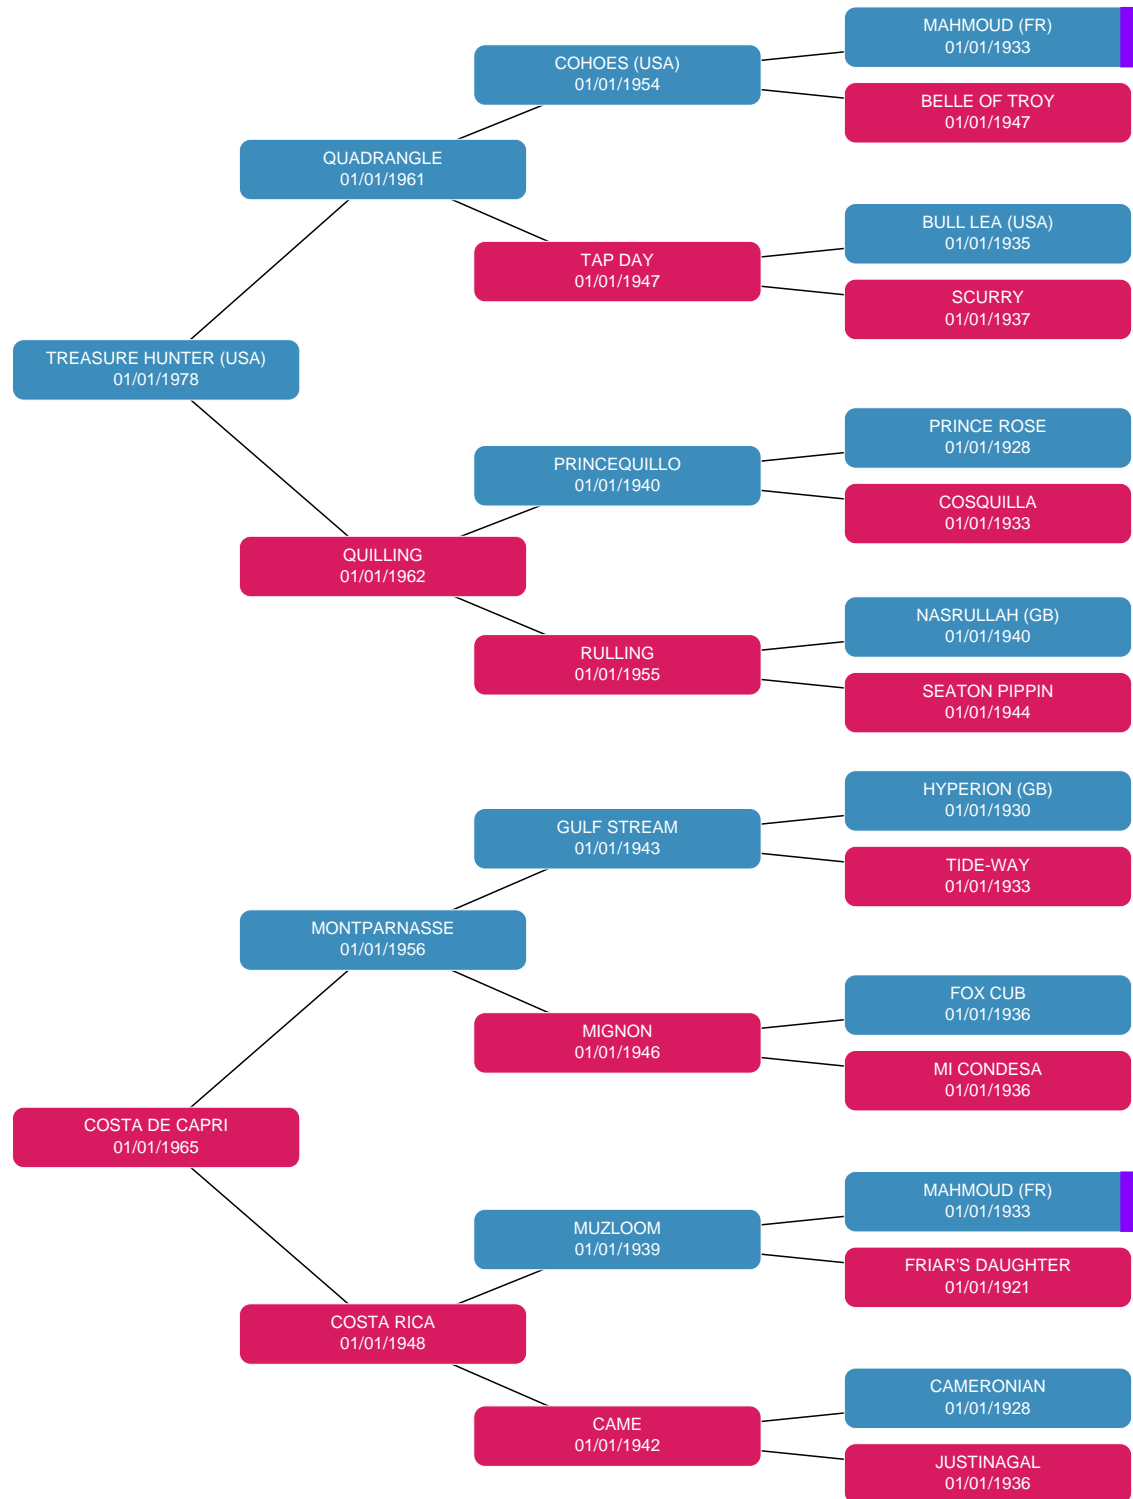 MAHMOUD (FR)
01/01/1933
COHOES (USA)
01/01/1954
BELLE OF TROY
01/01/1947
QUADRANGLE
01/01/1961
BULL LEA (USA)
01/01/1935
TAP DAY
01/01/1947
SCURRY
01/01/1937
TREASURE HUNTER (USA)
01/01/1978
PRINCE ROSE
01/01/1928
PRINCEQUILLO
01/01/1940
COSQUILLA
01/01/1933
QUILLING
01/01/1962
NASRULLAH (GB)
01/01/1940
RULLING
01/01/1955
SEATON PIPPIN
01/01/1944
HYPERION (GB)
01/01/1930
GULF STREAM
01/01/1943
TIDE-WAY
01/01/1933
MONTPARNASSE
01/01/1956
FOX CUB
01/01/1936
MIGNON
01/01/1946
MI CONDESA
01/01/1936
COSTA DE CAPRI
01/01/1965
MAHMOUD (FR)
01/01/1933
MUZLOOM
01/01/1939
FRIAR'S DAUGHTER
01/01/1921
COSTA RICA
01/01/1948
CAMERONIAN
01/01/1928
CAME
01/01/1942
JUSTINAGAL
01/01/1936